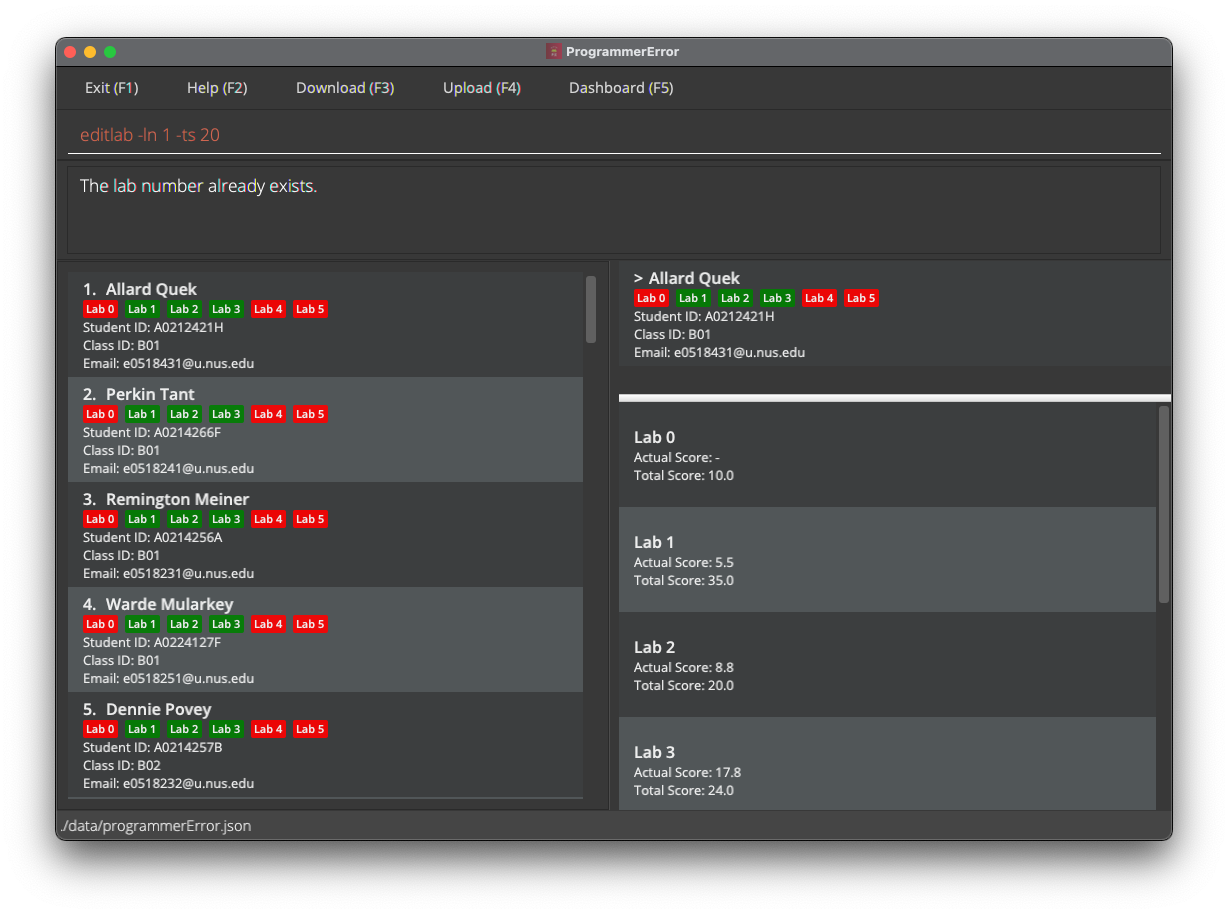 ProgrammerError
Exit (F1) Help (F2) Download (F3) Upload (F4) Dashboard (F5)
editlab -ln 1 -ts 20
The lab number already exists.
1. Allard Quek
Lab 0 Lab 1 Lab 2 Lab 3 Lab 4 Lab 5
Student ID: A0212421H
Class ID: B01
Email: e0518431@u.nus.edu
2. Perkin Tant
Lab 0 Lab 1 Lab 2 Lab 3 Lab 4 Lab 5
Student ID: A0214266F
Class ID: B01
Email: e0518241@u.nus.edu
3. Remington Meiner
Lab 0 Lab 1 Lab 2 Lab 3 Lab 4 Lab 5
Student ID: A0214256A
Class ID: B01
Email: e0518231@u.nus.edu
4. Warde Mularkey
Lab 0 Lab 1 Lab 2 Lab 3 Lab 4 Lab 5
Student ID: A0224127F
Class ID: B01
Email: e0518251@u.nus.edu
5. Dennie Povey
Lab 0 Lab 1 Lab 2 Lab 3 Lab 4 Lab 5
Student ID: A0214257B
Class ID: B02
Email: e0518232@u.nus.edu
> Allard Quek
Lab 0 Lab 1 Lab 2 Lab 3 Lab 4 Lab 5
Student ID: A0212421H
Class ID: B01
Email: e0518431@u.nus.edu
Lab 0
Actual Score: -
Total Score: 10.0
Lab 1
Actual Score: 5.5
Total Score: 35.0
Lab 2
Actual Score: 8.8
Total Score: 20.0
Lab 3
Actual Score: 17.8
Total Score: 24.0
./data/programmerError.json